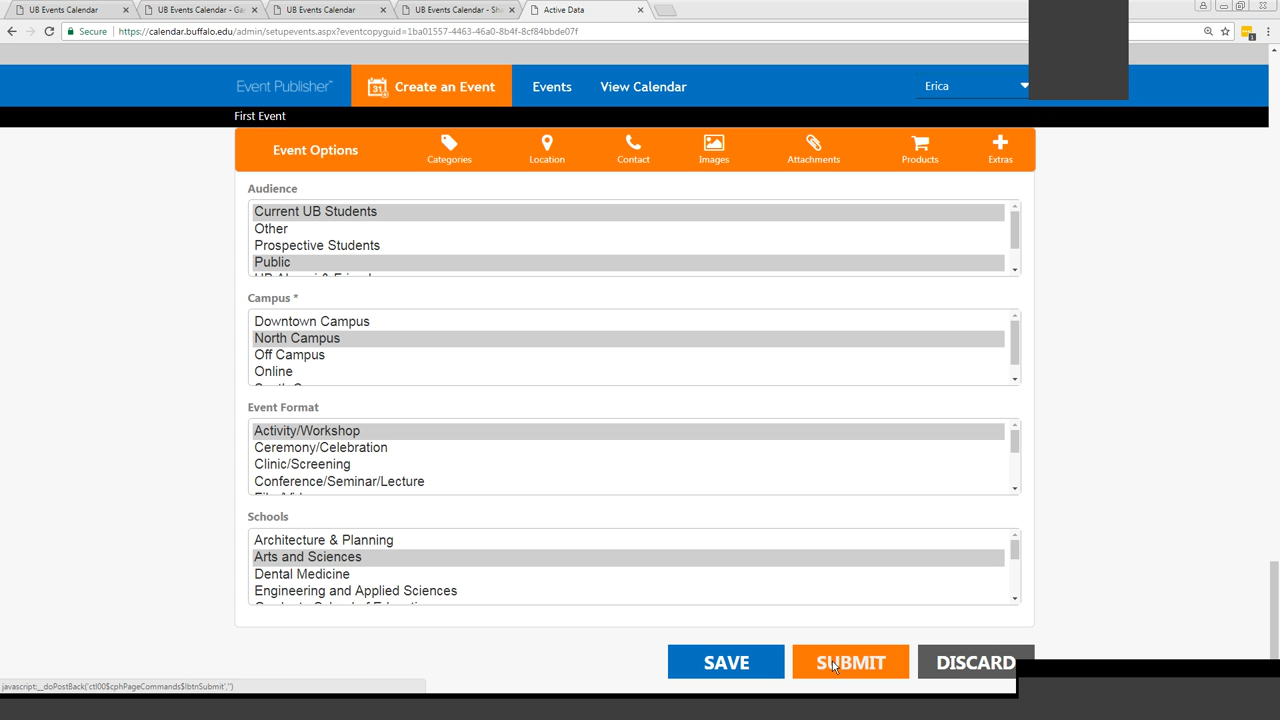 UB Events Calendar
UB Events Calendar - Ga
UB Events Calendar
UB Events Calendar - Sh
Active Data
Secure https://calendar.buffalo.edu/admin/setupevents.aspx?eventcopyguid=1ba01557-4463-46a0-8b4f-8cf84bbde07f
Event Publisher
31 Create an Event
Events
View Calendar
Erica
First Event
Event Options
Categories
Location
Contact
Images
Attachments
Products
Extras
Audience
Current UB Students
Other
Prospective Students
Public
Campus *
Downtown Campus
North Campus
Off Campus
Online
Event Format
Activity/Workshop
Ceremony/Celebration
Clinic/Screening
Conference/Seminar/Lecture
Schools
Architecture & Planning
Arts and Sciences
Dental Medicine
Engineering and Applied Sciences
SAVE
SUBMIT
DISCARD
javascript:__doPostBack('ctl00$cphPageCommands$lbtnSubmit','')